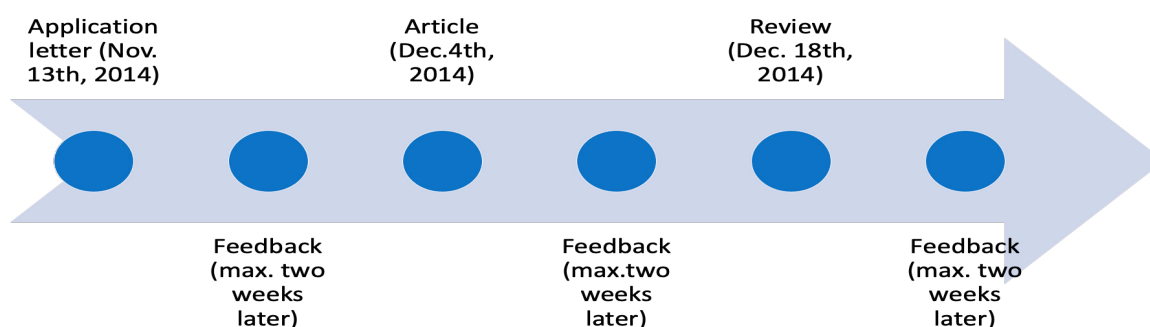 Application
letter (Nov.
13th, 2014)
Article
(Dec.4th,
2014)
Review
(Dec. 18th,
2014)
Feedback
(max. two
weeks
later)
Feedback
(max.two
weeks
later)
Feedback
(max. two
weeks
later)